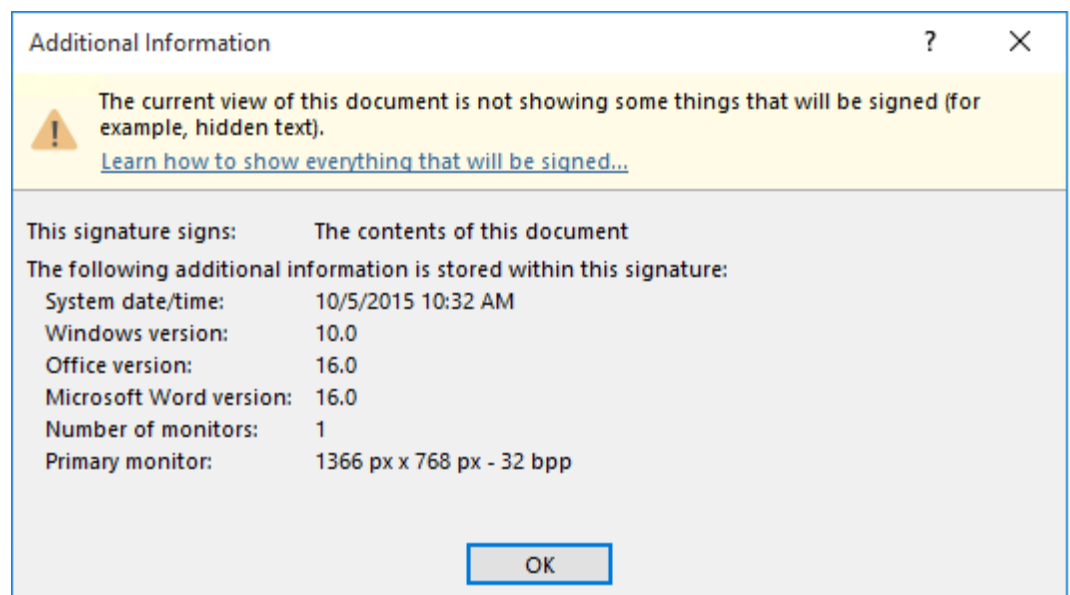 Additional Information ?
The current view of this document is not showing some things that will be signed (for
example, hidden text).
Learn how to show everything that will be signed...
This signature signs: The contents of this document
The following additional information is stored within this signature:
System date/time: 10/5/2015 10:32 AM
Windows version: 10.0
Office version: 16.0
Microsoft Word version: 16.0
Number of monitors: 1
Primary monitor: 1366 px x 768 px - 32 bpp
OK